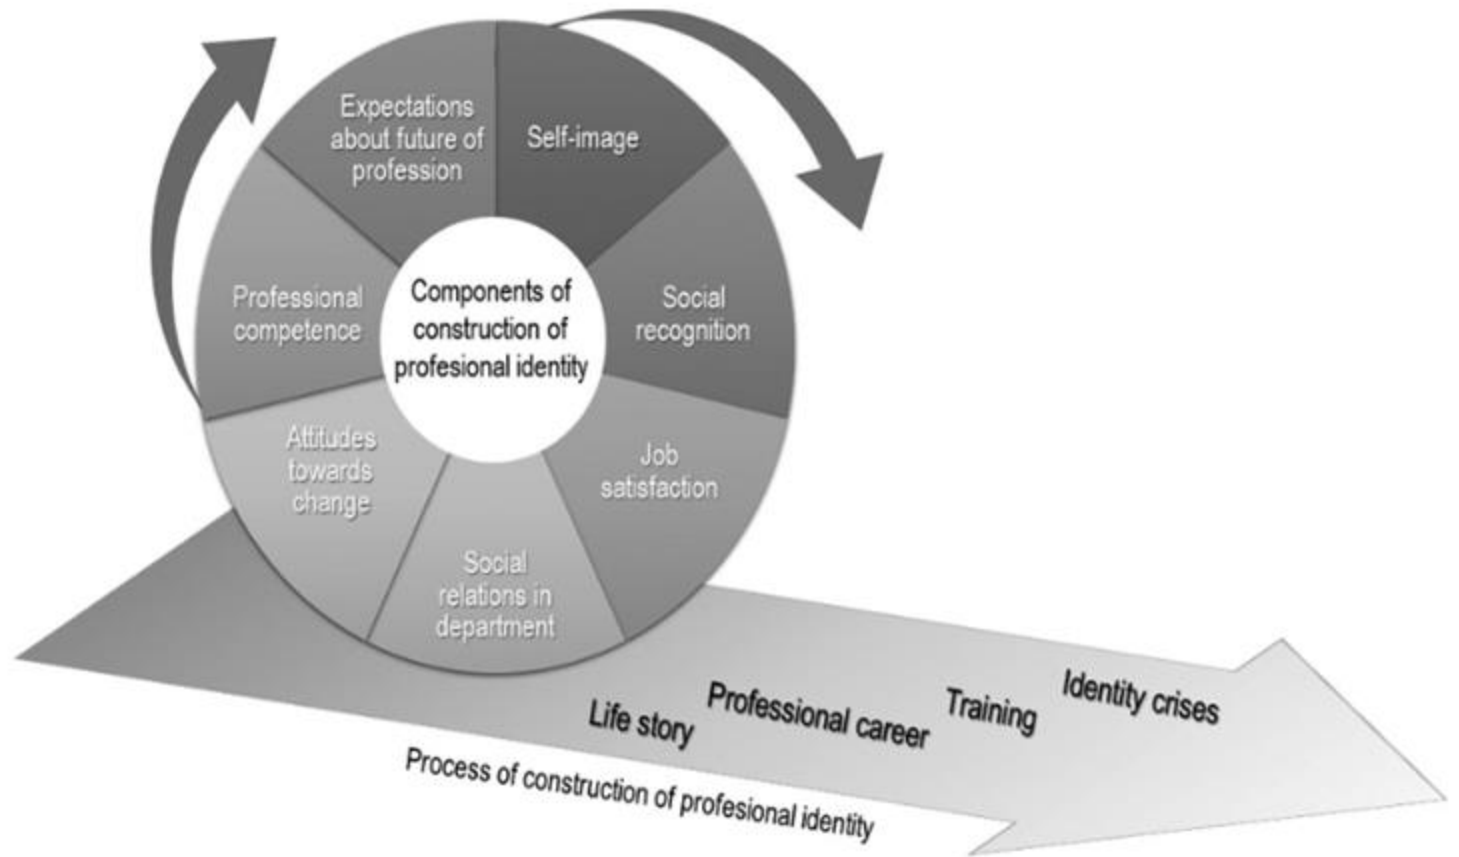 Expectations
about future of
profession
Self-image
Professional
competence
Components of
construction of
profesional identity
Social
recognition
Attitudes
towards
change
Job
satisfaction
Social
relations in
department
Life story
Professional career
Training
Identity crises
Process of construction of profesional identity